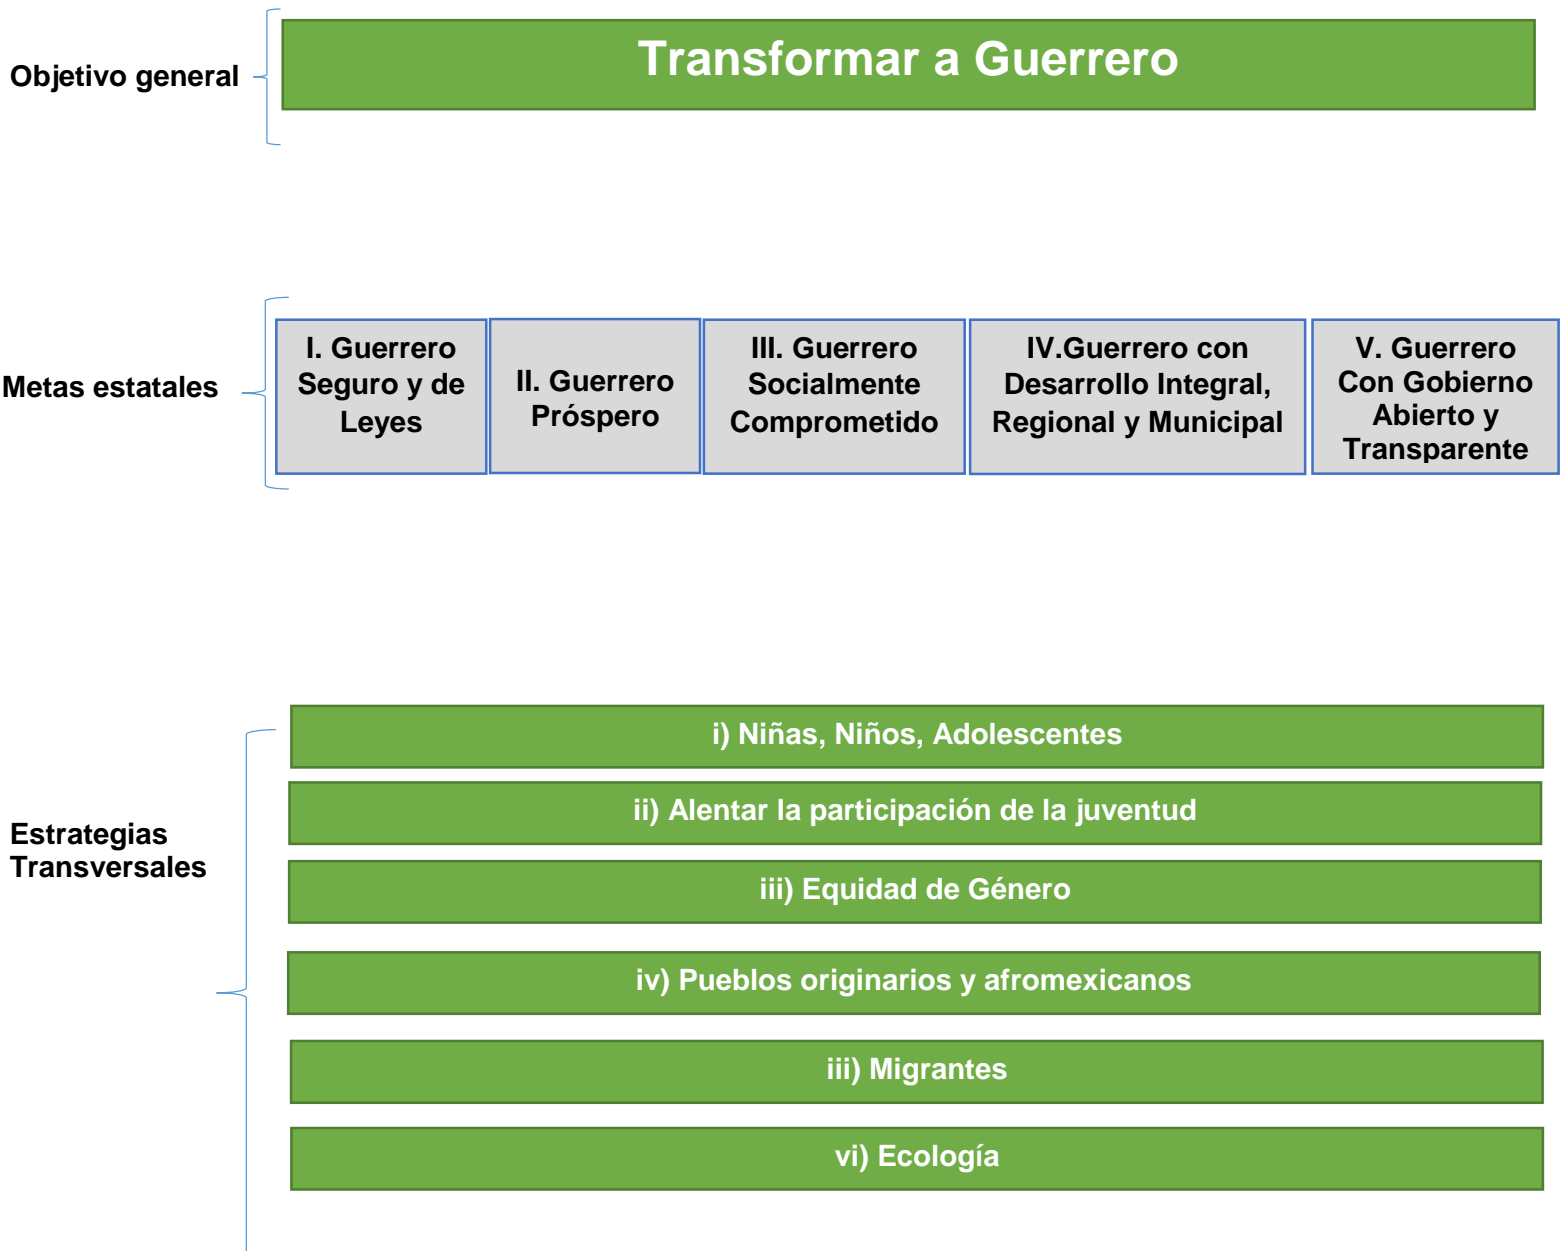 Objetivo general
Transformar a Guerrero
Metas estatales
I. Guerrero
Seguro y de
Leyes
II. Guerrero
Próspero
III. Guerrero
Socialmente
Comprometido
IV.Guerrero con
Desarrollo Integral,
Regional y Municipal
V. Guerrero
Con Gobierno
Abierto y
Transparente
Estrategias
Transversales
i) Niñas, Niños, Adolescentes
ii) Alentar la participación de la juventud
iii) Equidad de Género
iv) Pueblos originarios y afromexicanos
iii) Migrantes
vi) Ecología